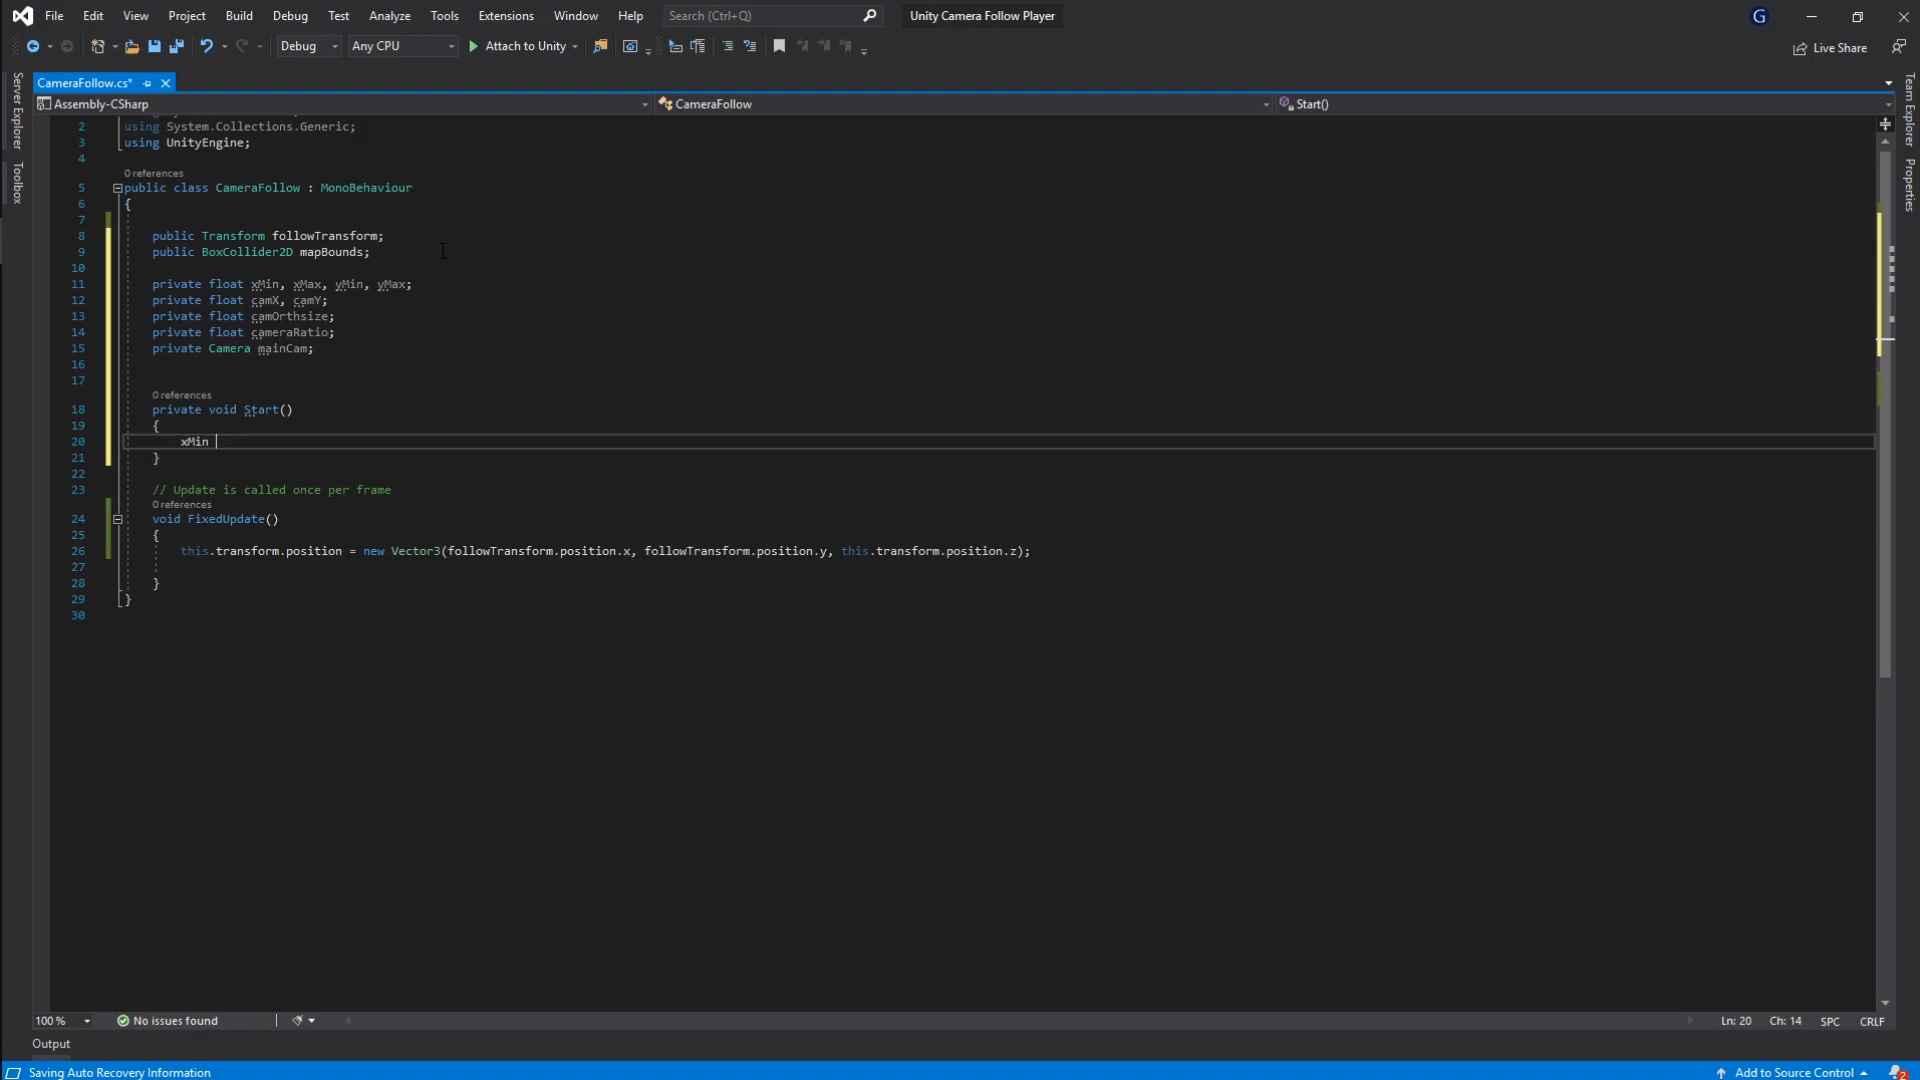 File Edit View Project Build Debug Test Analyze Tools Extensions Window Help Search (Ctrl+Q) Unity Camera Follow Player G
Debug Any CPU Attach to Unity Live Share
CameraFollow.cs*
Assembly-CSharp CameraFollow Start()
Server Explorer
Toolbox
Team Explorer
Properties
2 using System.Collections.Generic;
3 using UnityEngine;
4
0 references
5 public class CameraFollow : MonoBehaviour
6 {
7
8 public Transform followTransform;
9 public BoxCollider2D mapBounds;
10
11 private float xMin, xMax, yMin, yMax;
12 private float camX, camY;
13 private float camOrthsize;
14 private float cameraRatio;
15 private Camera mainCam;
16
17
0 references
18 private void Start()
19 {
20 xMin
21 }
22
23 // Update is called once per frame
0 references
24 void FixedUpdate()
25 {
26 this.transform.position = new Vector3(followTransform.position.x, followTransform.position.y, this.transform.position.z);
27
28 }
29 }
30
100 % No issues found Ln: 20 Ch: 14 SPC CRLF
Output
Saving Auto Recovery Information Add to Source Control 2